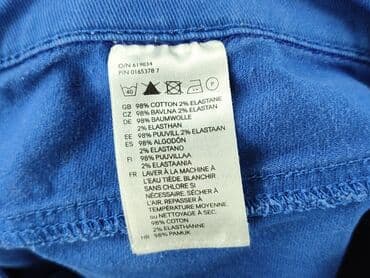 O/N 619834
P/N 0165378 7
40 P
GB 98% COTTON 2% ELASTANE
CZ 98% BAVLNA 2% ELASTAN
DE 98% BAUMWOLLE
2% ELASTHAN
EE 98% PUUVILL 2% ELASTAAN
ES 98% ALGODÓN
2% ELASTANO
FI 98% PUUVILLAA
2% ELASTAANIA
FR LAVER À LA MACHINE À
L'EAU TIÈDE. BLANCHIR
SANS CHLORE SI
NÉCESSAIRE. SÉCHER À
L'AIR. REPASSER À
TEMPÉRATURE MOYENNE
OU NETTOYAGE À SEC.
98% COTON
2% ÉLASTHANNE
HR 98% PAMUK